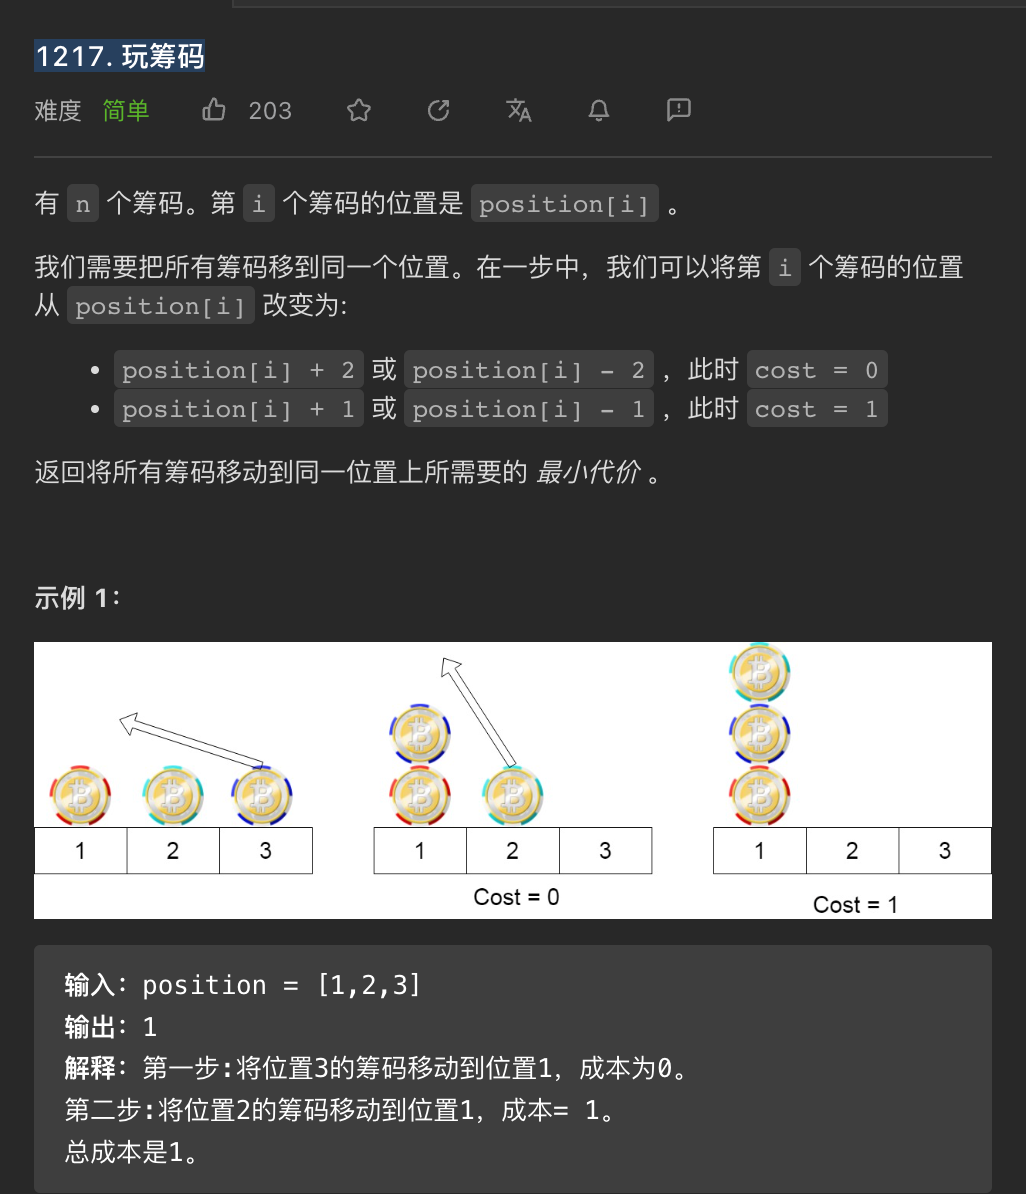 1217. 玩筹码
难度 简单 203
有 n 个筹码。第 i 个筹码的位置是 position[i] 。
我们需要把所有筹码移到同一个位置。在一步中，我们可以将第 i 个筹码的位置
从 position[i] 改变为:
• position[i] + 2 或 position[i] - 2 ，此时 cost = 0
• position[i] + 1 或 position[i] - 1 ，此时 cost = 1
返回将所有筹码移动到同一位置上所需要的 最小代价 。
示例 1：
1 2 3
1 2 3
Cost = 0
1 2 3
Cost = 1
输入：position = [1,2,3]
输出：1
解释：第一步:将位置3的筹码移动到位置1，成本为0。
第二步:将位置2的筹码移动到位置1，成本= 1。
总成本是1。